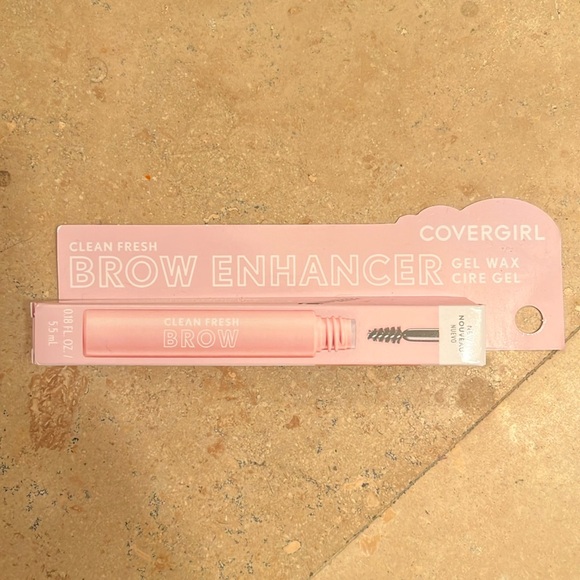 COVERGIRL
CLEAN FRESH
BROW ENHANCER
GEL WAX
CIRE GEL
CLEAN FRESH
BROW
0.18 FL OZ /
5.5 mL
NOUVEAU
NUEVO